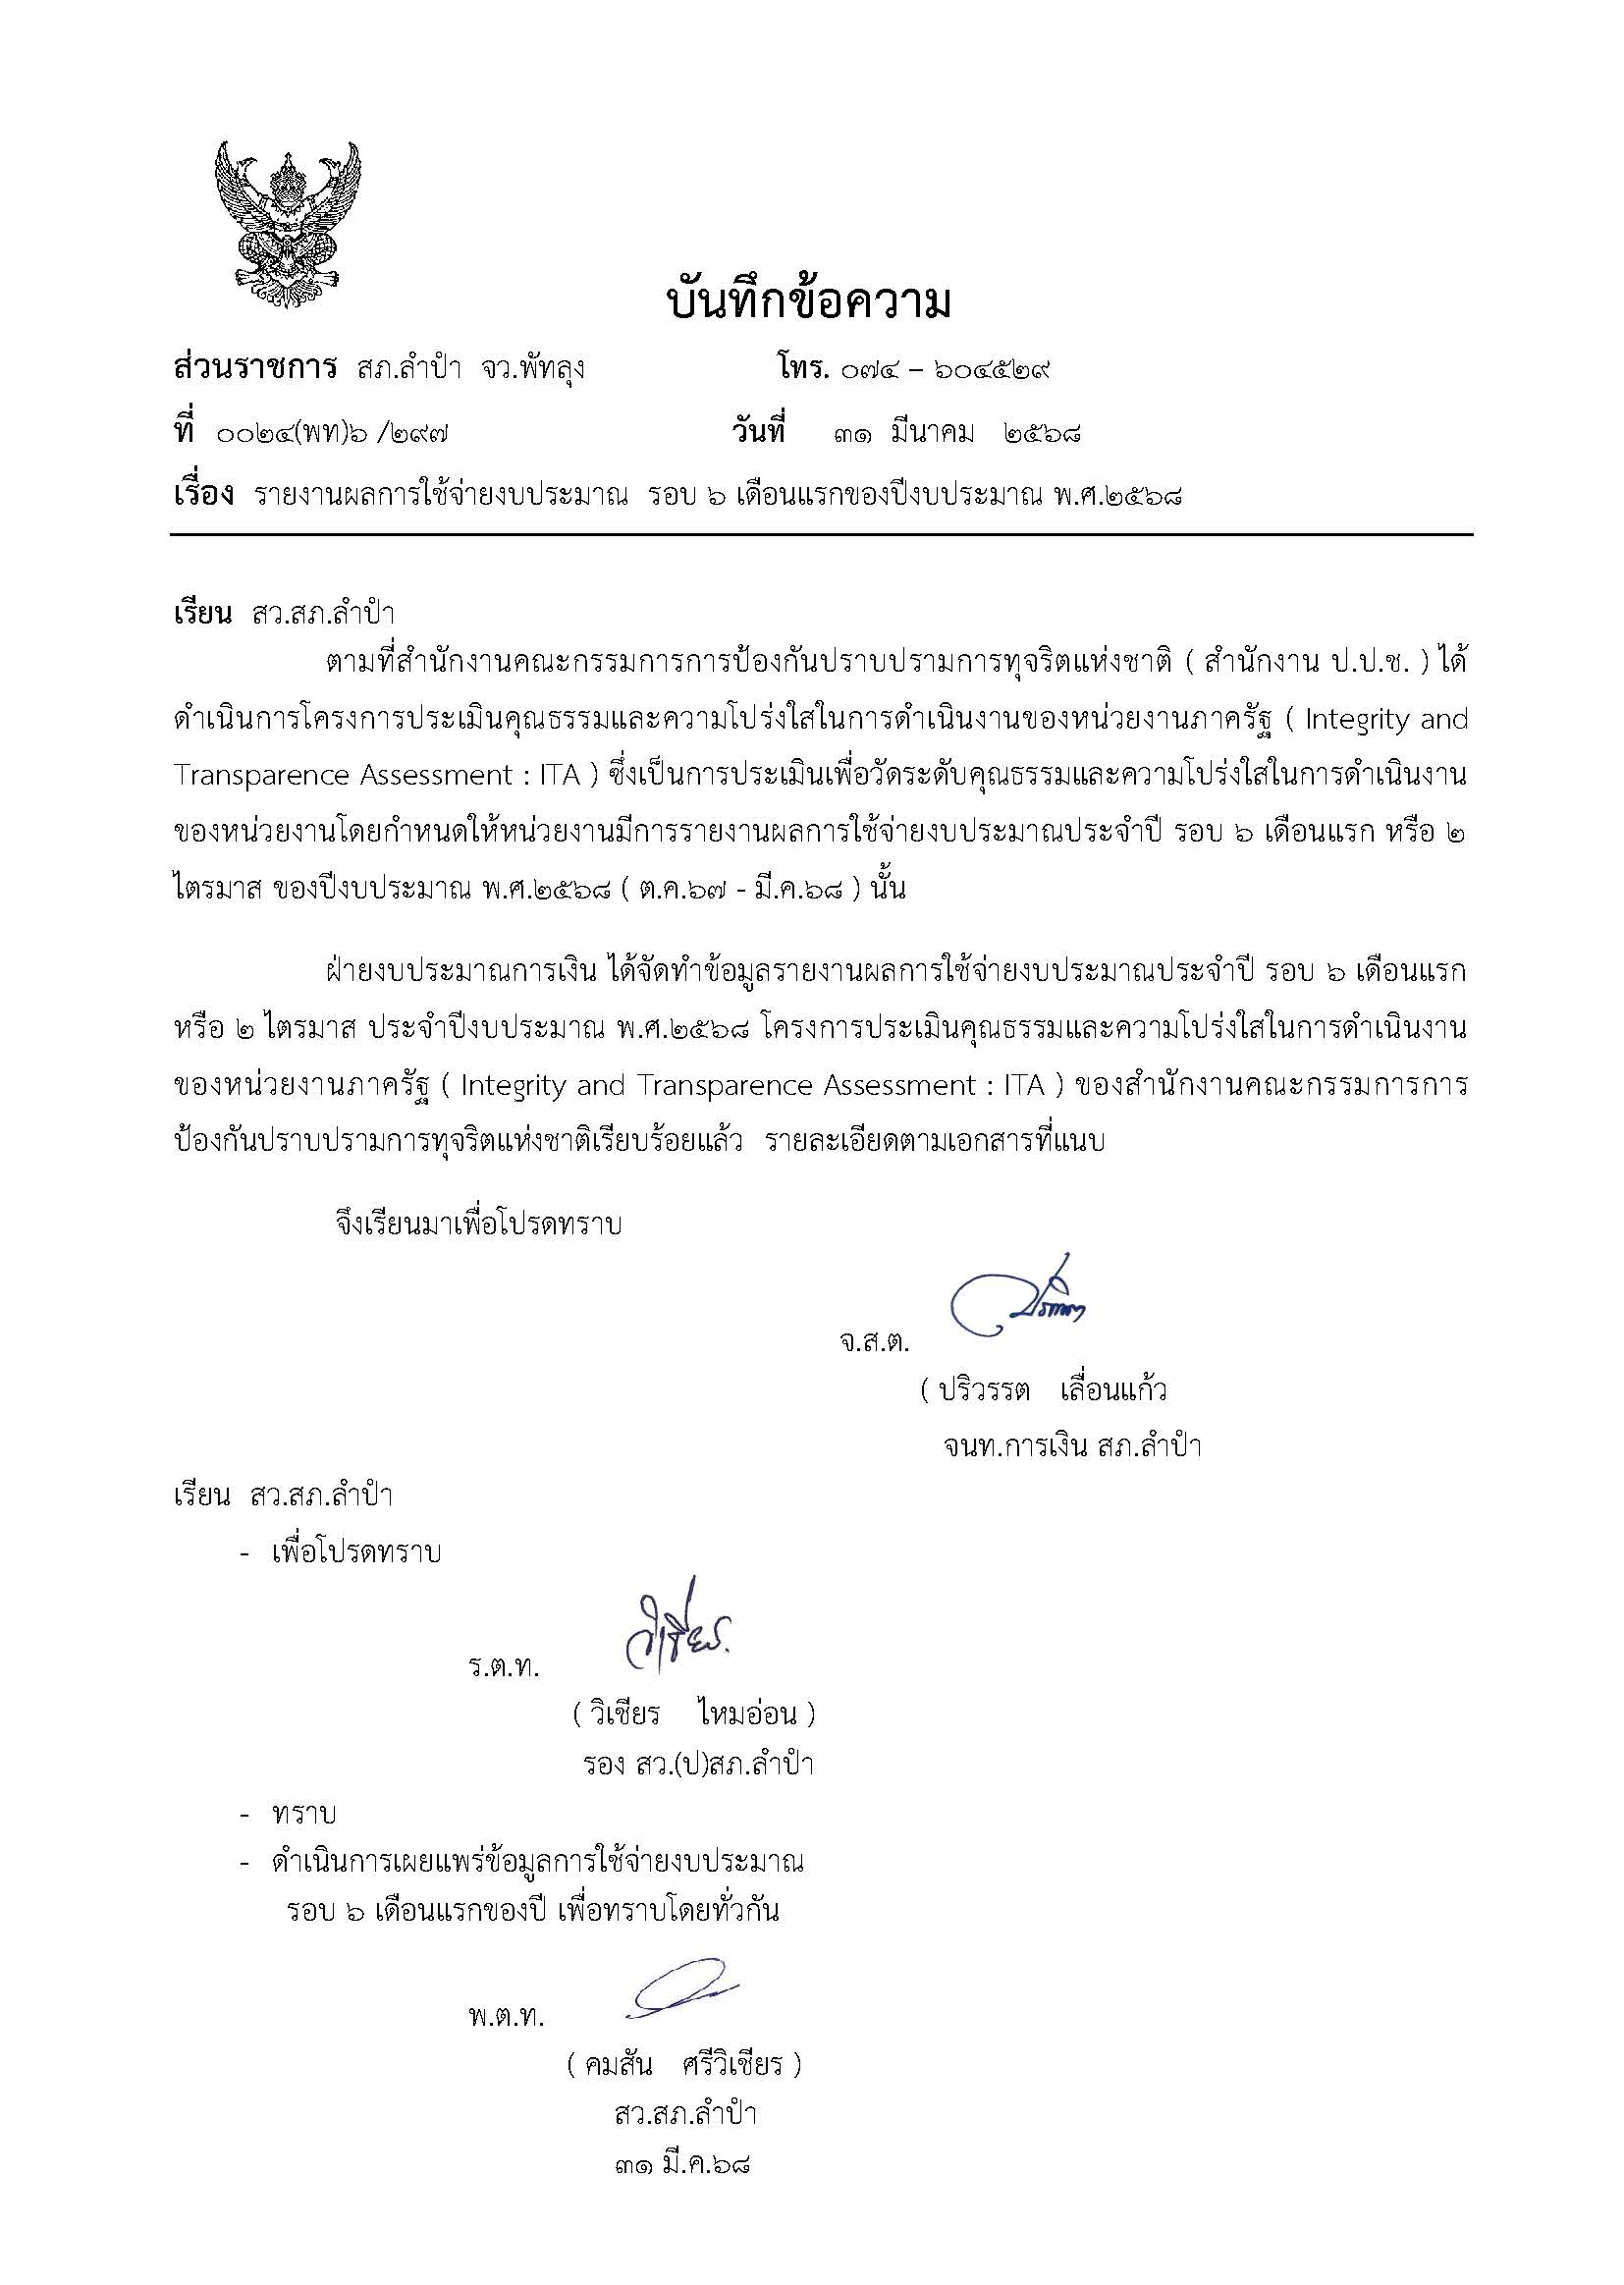 บันทึกข้อความ
ส่วนราชการ สภ.ลำปำ จว.พัทลุง โทร. ๐๗๔ – ๖๐๔๕๒๙
ที่ ๐๐๒๔(พท)๖ /๒๙๗ วันที่ ๓๑ มีนาคม ๒๕๖๘
เรื่อง รายงานผลการใช้จ่ายงบประมาณ รอบ ๖ เดือนแรกของปีงบประมาณ พ.ศ.๒๕๖๘
เรียน สว.สภ.ลำปำ
ตามที่สำนักงานคณะกรรมการการป้องกันปราบปรามการทุจริตแห่งชาติ ( สำนักงาน ป.ป.ช. ) ได้
ดำเนินการโครงการประเมินคุณธรรมและความโปร่งใสในการดำเนินงานของหน่วยงานภาครัฐ ( Integrity and
Transparence Assessment : ITA ) ซึ่งเป็นการประเมินเพื่อวัดระดับคุณธรรมและความโปร่งใสในการดำเนินงาน
ของหน่วยงานโดยกำหนดให้หน่วยงานมีการรายงานผลการใช้จ่ายงบประมาณประจำปี รอบ ๖ เดือนแรก หรือ ๒
ไตรมาส ของปีงบประมาณ พ.ศ.๒๕๖๘ ( ต.ค.๖๗ - มี.ค.๖๘ ) นั้น
ฝ่ายงบประมาณการเงิน ได้จัดทำข้อมูลรายงานผลการใช้จ่ายงบประมาณประจำปี รอบ ๖ เดือนแรก
หรือ ๒ ไตรมาส ประจำปีงบประมาณ พ.ศ.๒๕๖๘ โครงการประเมินคุณธรรมและความโปร่งใสในการดำเนินงาน
ของหน่วยงานภาครัฐ ( Integrity and Transparence Assessment : ITA ) ของสำนักงานคณะกรรมการการ
ป้องกันปราบปรามการทุจริตแห่งชาติเรียบร้อยแล้ว รายละเอียดตามเอกสารที่แนบ
จึงเรียนมาเพื่อโปรดทราบ
จ.ส.ต.
( ปริวรรต เลื่อนแก้ว
จนท.การเงิน สภ.ลำปำ
เรียน สว.สภ.ลำปำ
- เพื่อโปรดทราบ
ร.ต.ท. วิเชียร
( วิเชียร ไหมอ่อน )
รอง สว.(ป)สภ.ลำปำ
- ทราบ
- ดำเนินการเผยแพร่ข้อมูลการใช้จ่ายงบประมาณ
รอบ ๖ เดือนแรกของปี เพื่อทราบโดยทั่วกัน
พ.ต.ท.
( คมสัน ศรีวิเชียร )
สว.สภ.ลำปำ
๓๑ มี.ค.๖๘